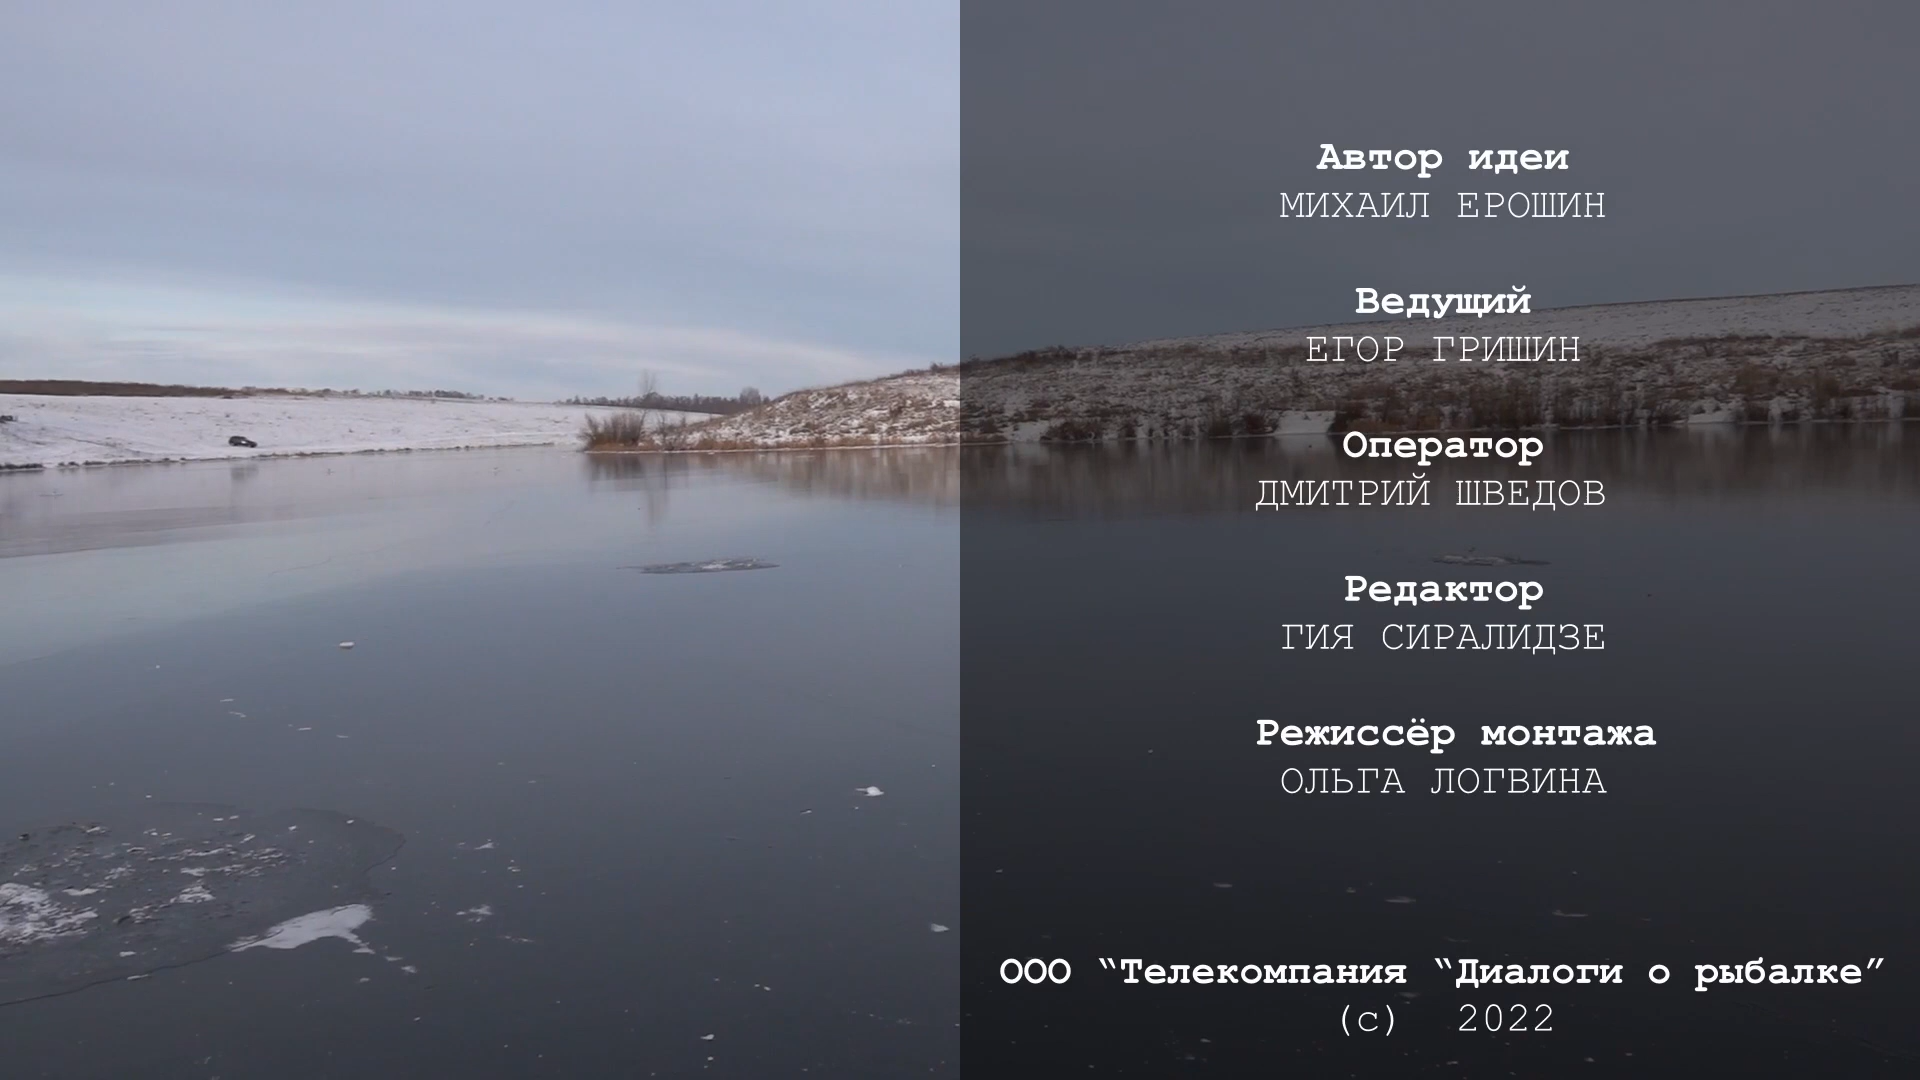 Автор идеи
МИХАИЛ ЕРОШИН
Ведущий
ЕГОР ГРИШИН
Оператор
ДМИТРИЙ ШВЕДОВ
Редактор
ГИЯ СИРАЛИДЗЕ
Режиссёр монтажа
ОЛЬГА ЛОГВИНА
ООО “Телекомпания “Диалоги о рыбалке”
(с) 2022